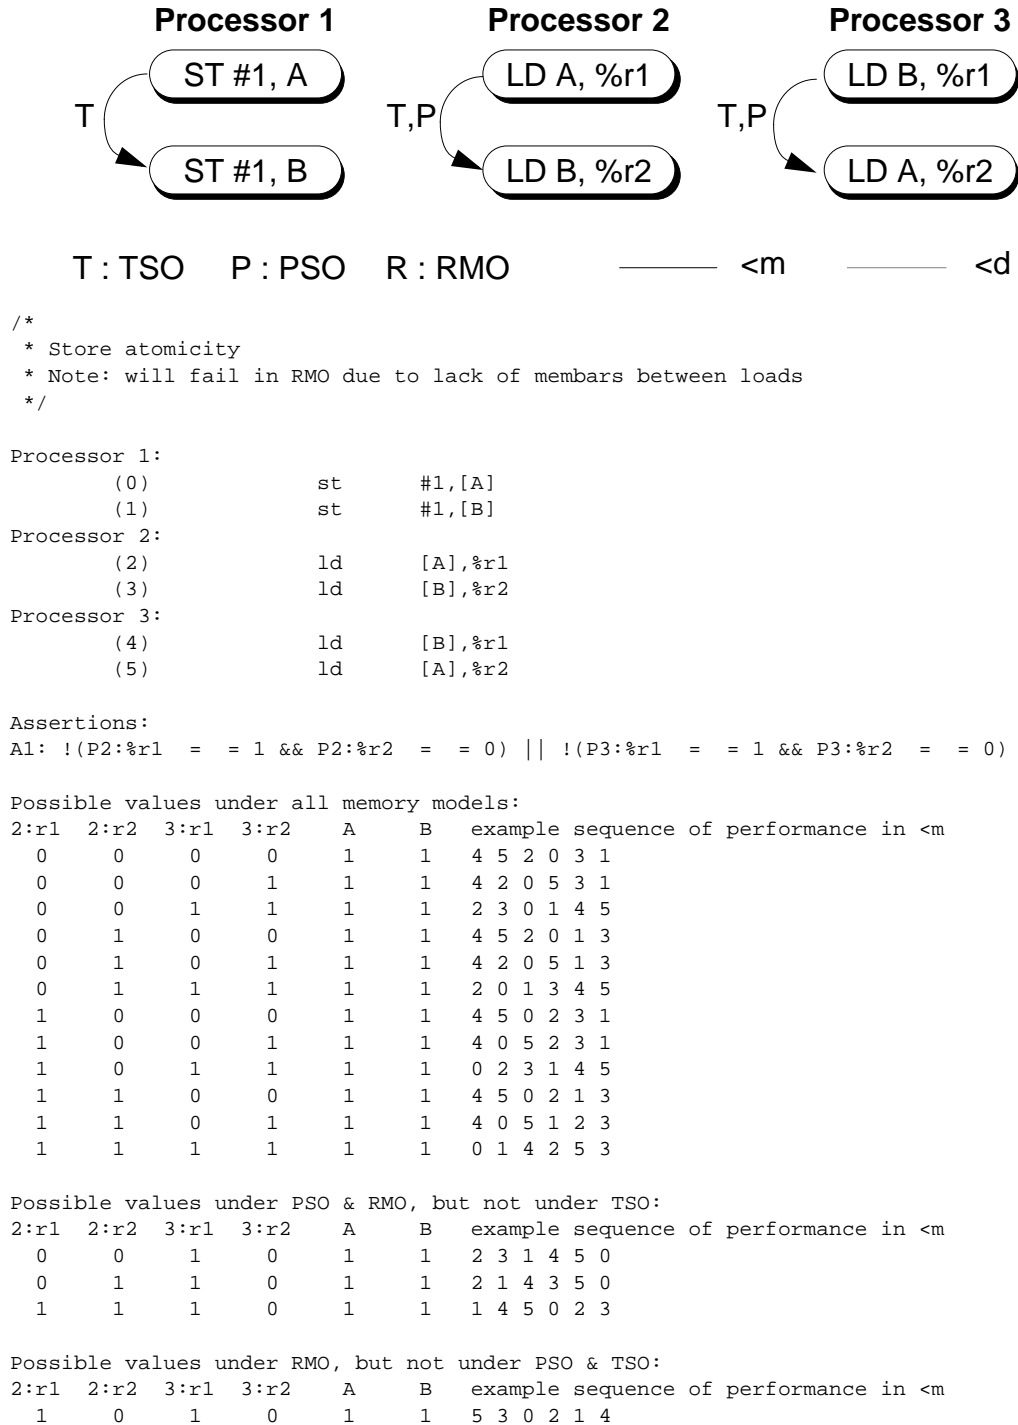 Processor 1 Processor 2 Processor 3
ST #1, A LD A, %r1 LD B, %r1
T T,P T,P
ST #1, B LD B, %r2 LD A, %r2
T : TSO P : PSO R : RMO <m <d
/*
 * Store atomicity
 * Note: will fail in RMO due to lack of membars between loads
 */
Processor 1:
(0) st #1,[A]
(1) st #1,[B]
Processor 2:
(2) ld [A],%r1
(3) ld [B],%r2
Processor 3:
(4) ld [B],%r1
(5) ld [A],%r2
Assertions:
A1: !(P2:%r1 = = 1 && P2:%r2 = = 0) || !(P3:%r1 = = 1 && P3:%r2 = = 0)
Possible values under all memory models:
2:r1 2:r2 3:r1 3:r2 A B example sequence of performance in <m
0 0 0 0 1 1 4 5 2 0 3 1
0 0 0 1 1 1 4 2 0 5 3 1
0 0 1 1 1 1 2 3 0 1 4 5
0 1 0 0 1 1 4 5 2 0 1 3
0 1 0 1 1 1 4 2 0 5 1 3
0 1 1 1 1 1 2 0 1 3 4 5
1 0 0 0 1 1 4 5 0 2 3 1
1 0 0 1 1 1 4 0 5 2 3 1
1 0 1 1 1 1 0 2 3 1 4 5
1 1 0 0 1 1 4 5 0 2 1 3
1 1 0 1 1 1 4 0 5 1 2 3
1 1 1 1 1 1 0 1 4 2 5 3
Possible values under PSO & RMO, but not under TSO:
2:r1 2:r2 3:r1 3:r2 A B example sequence of performance in <m
0 0 1 0 1 1 2 3 1 4 5 0
0 1 1 0 1 1 2 1 4 3 5 0
1 1 1 0 1 1 1 4 5 0 2 3
Possible values under RMO, but not under PSO & TSO:
2:r1 2:r2 3:r1 3:r2 A B example sequence of performance in <m
1 0 1 0 1 1 5 3 0 2 1 4